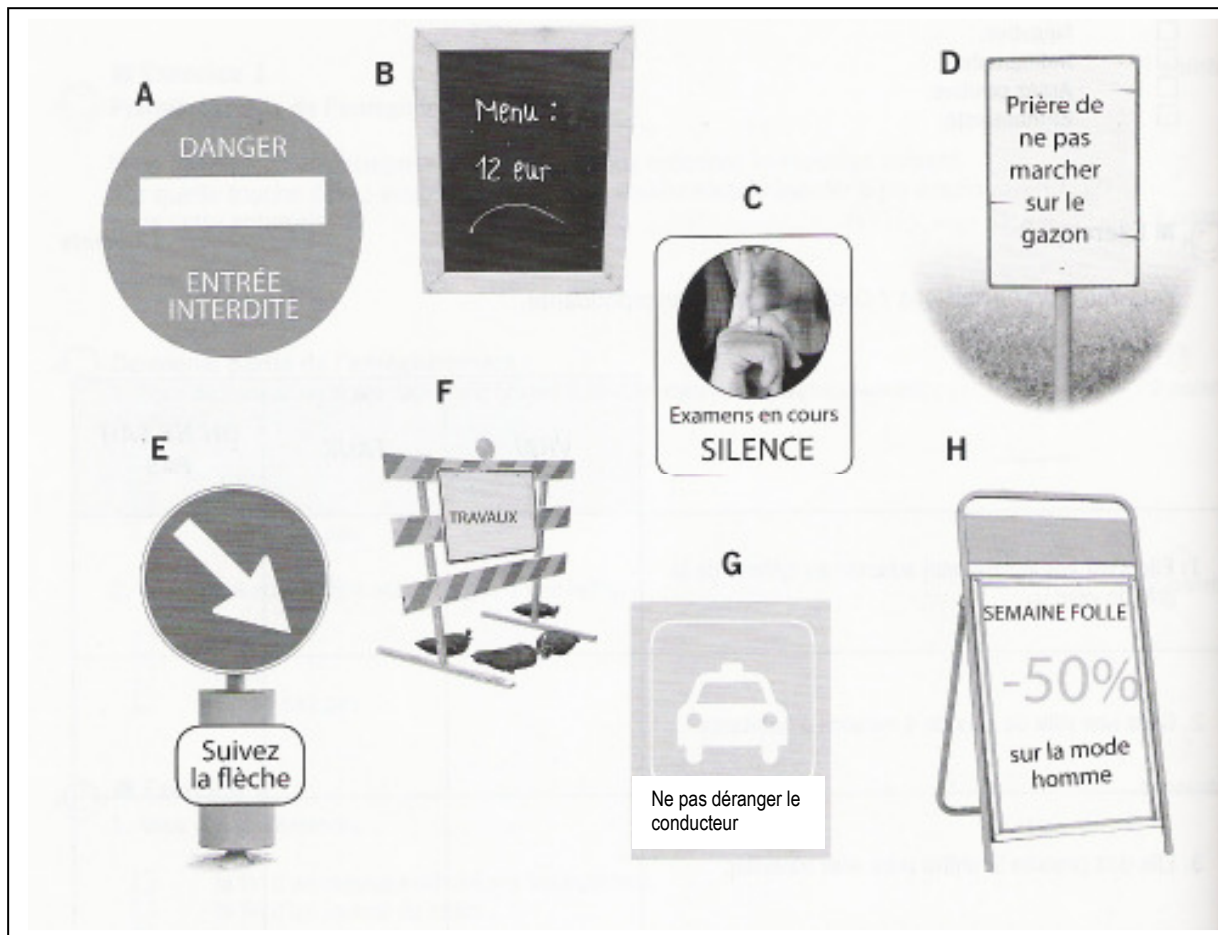 A
DANGER
ENTRÉE
INTERDITE
B
Menu :
12 eur
C
Examens en cours
SILENCE
D
Prière de
ne pas
marcher
sur le
gazon
E
Suivez
la flèche
F
TRAVAUX
G
Ne pas déranger le
conducteur
H
SEMAINE FOLLE
-50%
sur la mode
homme